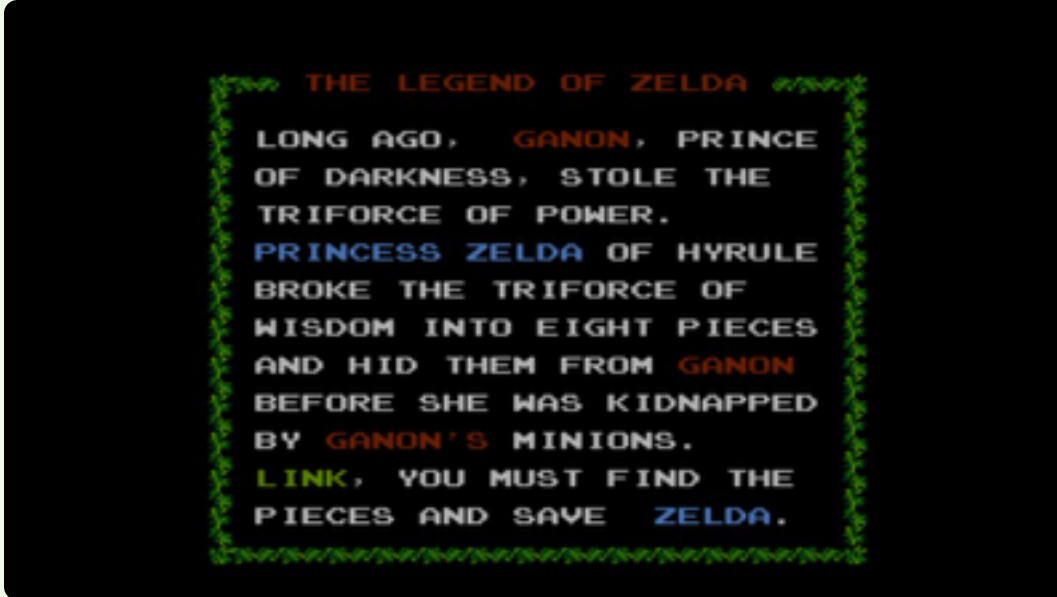 THE LEGEND OF ZELDA
LONG AGO, GANON, PRINCE
OF DARKNESS, STOLE THE
TRIFORCE OF POWER.
PRINCESS ZELDA OF HYRULE
BROKE THE TRIFORCE OF
WISDOM INTO EIGHT PIECES
AND HID THEM FROM GANON
BEFORE SHE WAS KIDNAPPED
BY GANON'S MINIONS.
LINK, YOU MUST FIND THE
PIECES AND SAVE ZELDA.